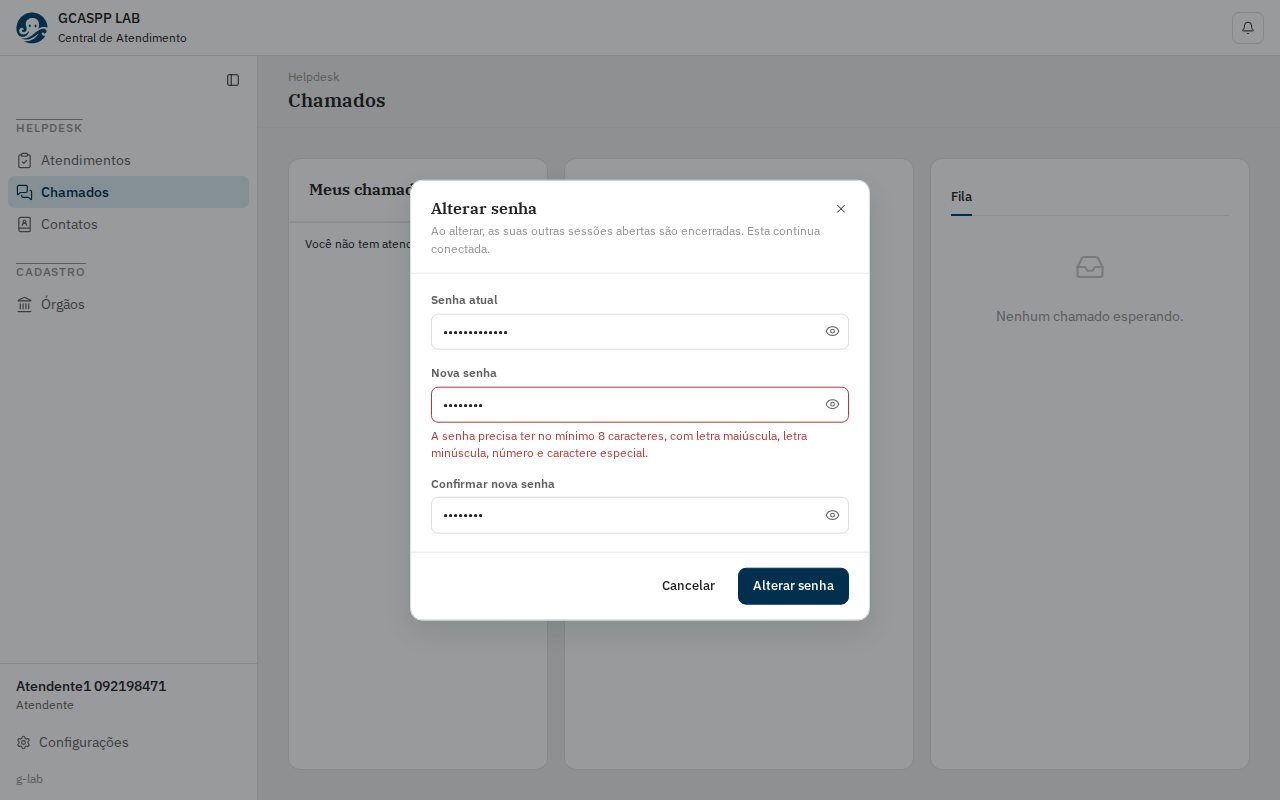 GCASPP LAB
Central de Atendimento
HELPDESK
Atendimentos
Chamados
Contatos
CADASTRO
Órgãos
Atendente1 092198471
Atendente
Configurações
g-lab
Helpdesk
Chamados
Meus chamad
Você não tem atend
Fila
Nenhum chamado esperando.
Alterar senha
Ao alterar, as suas outras sessões abertas são encerradas. Esta continua
conectada.
Senha atual
•••••••••••••
Nova senha
••••••••
A senha precisa ter no mínimo 8 caracteres, com letra maiúscula, letra
minúscula, número e caractere especial.
Confirmar nova senha
••••••••
Cancelar
Alterar senha